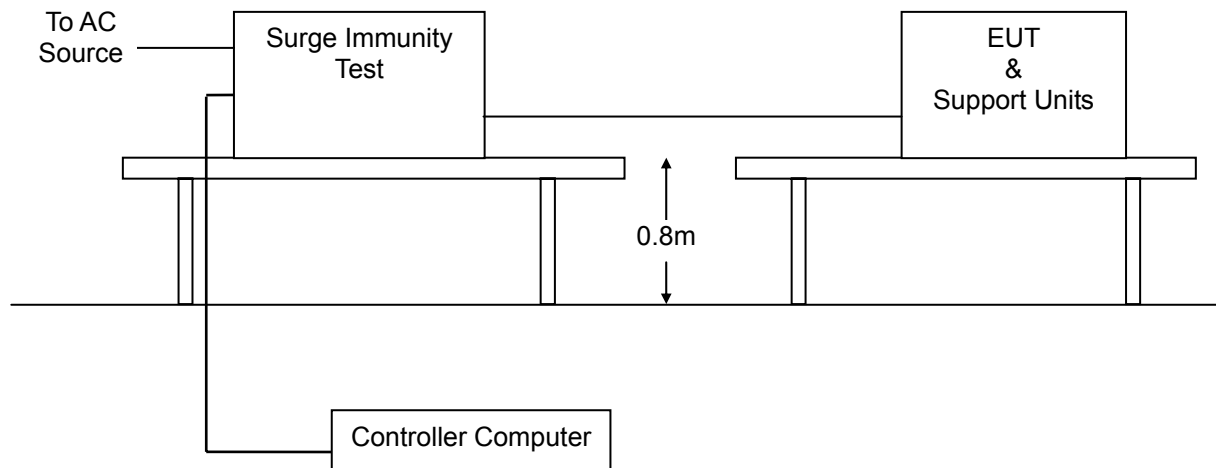 To AC
Source
Surge Immunity
Test
EUT
&
Support Units
0.8m
Controller Computer